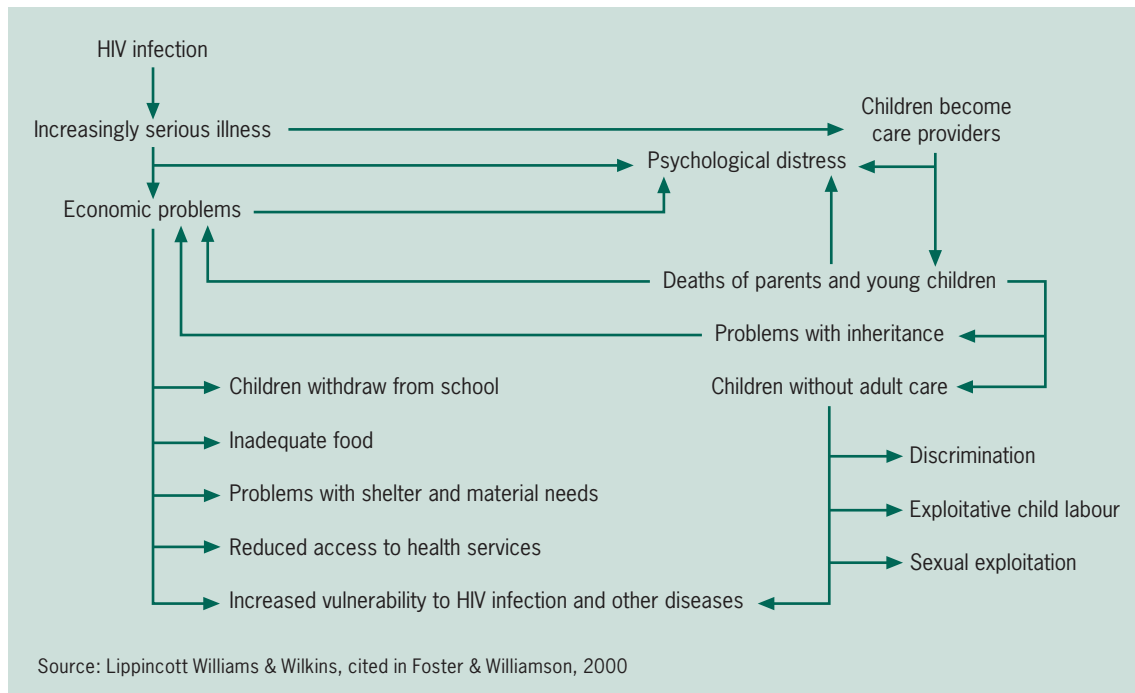 HIV infection
Increasingly serious illness
Children become
care providers
Psychological distress
Economic problems
Deaths of parents and young children
Problems with inheritance
Children withdraw from school
Children without adult care
Inadequate food
Discrimination
Problems with shelter and material needs
Exploitative child labour
Reduced access to health services
Sexual exploitation
Increased vulnerability to HIV infection and other diseases
Source: Lippincott Williams & Wilkins, cited in Foster & Williamson, 2000